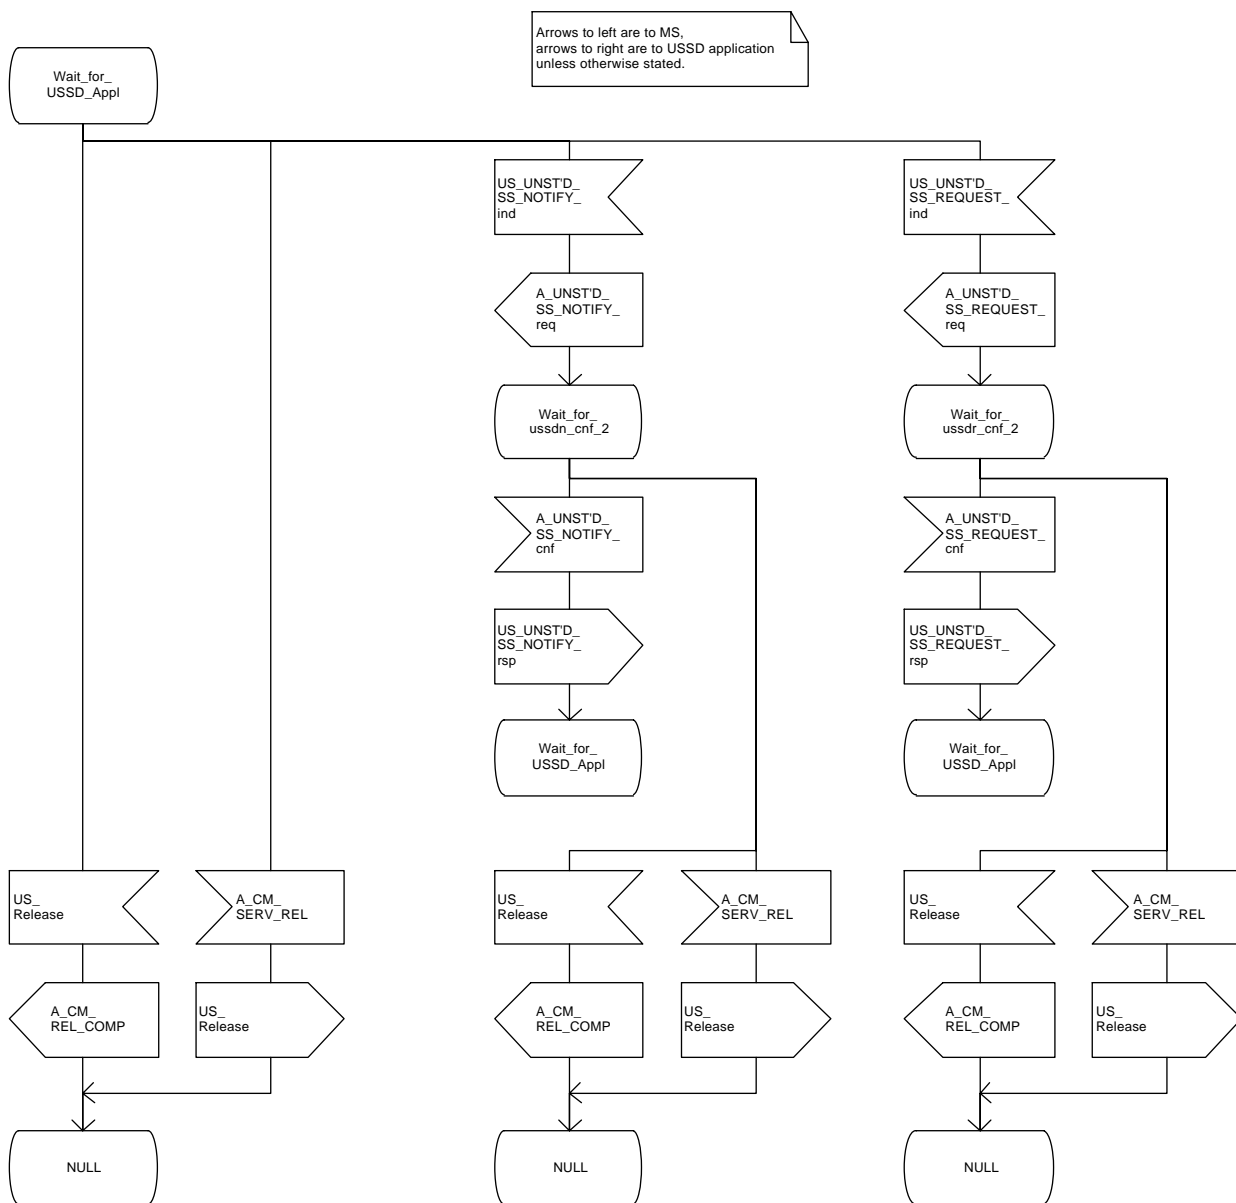 Arrows to left are to MS,
arrows to right are to USSD application
unless otherwise stated.
Wait_for_
USSD_Appl
US_UNST'D_
SS_NOTIFY_
ind
US_UNST'D_
SS_REQUEST_
ind
A_UNST'D_
SS_NOTIFY_
req
A_UNST'D_
SS_REQUEST_
req
Wait_for_
ussdn_cnf_2
Wait_for_
ussdr_cnf_2
A_UNST'D_
SS_NOTIFY_
cnf
A_UNST'D_
SS_REQUEST_
cnf
US_UNST'D_
SS_NOTIFY_
rsp
US_UNST'D_
SS_REQUEST_
rsp
Wait_for_
USSD_Appl
Wait_for_
USSD_Appl
US_
Release
A_CM_
SERV_REL
US_
Release
A_CM_
SERV_REL
US_
Release
A_CM_
SERV_REL
A_CM_
REL_COMP
US_
Release
A_CM_
REL_COMP
US_
Release
A_CM_
REL_COMP
US_
Release
NULL
NULL
NULL